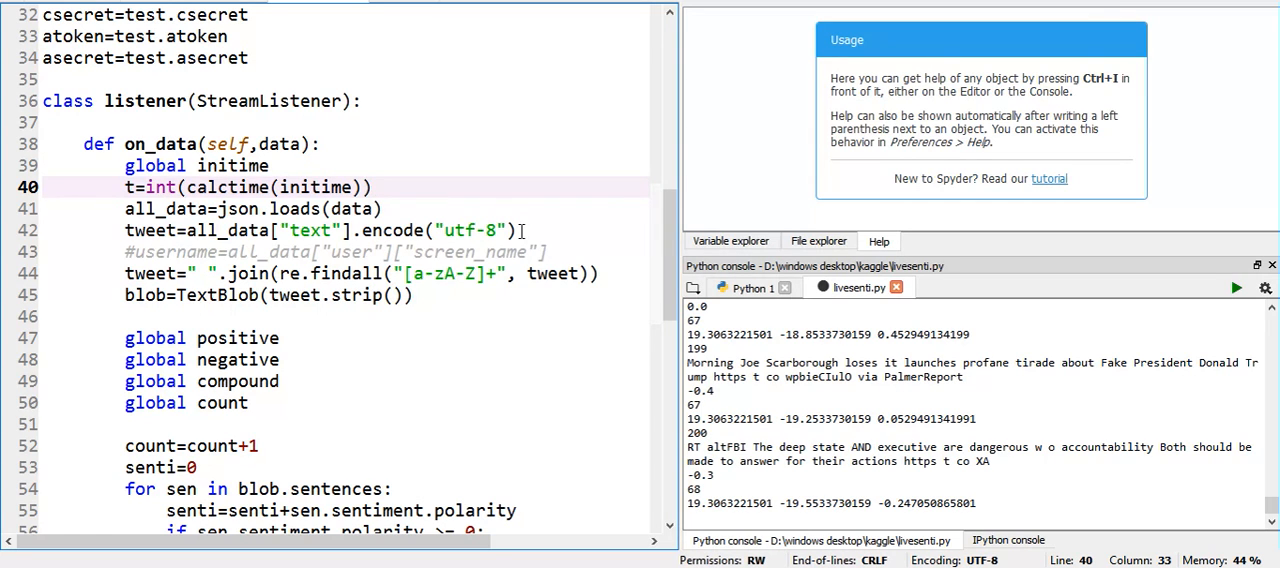 32 csecret=test.csecret
33 atoken=test.atoken
34 asecret=test.asecret
35
36 class listener(StreamListener):
37
38 def on_data(self,data):
39 global initime
40 t=int(calctime(initime))
41 all_data=json.loads(data)
42 tweet=all_data["text"].encode("utf-8")
43 #username=all_data["user"]["screen_name"]
44 tweet=" ".join(re.findall("[a-zA-Z]+", tweet))
45 blob=TextBlob(tweet.strip())
46
47 global positive
48 global negative
49 global compound
50 global count
51
52 count=count+1
53 senti=0
54 for sen in blob.sentences:
55 senti=senti+sen.sentiment.polarity
56 if sen.sentiment.polarity >= 0:
Usage
Here you can get help of any object by pressing Ctrl+I in
front of it, either on the Editor or the Console.
Help can also be shown automatically after writing a left
parenthesis next to an object. You can activate this
behavior in Preferences > Help.
New to Spyder? Read our tutorial
Variable explorer File explorer Help
Python console - D:\windows desktop\kaggle\livesenti.py
Python 1 livesenti.py
0.0
67
19.3063221501 -18.8533730159 0.452949134199
199
Morning Joe Scarborough loses it launches profane tirade about Fake President Donald Tr
ump https t co wpbieCIulO via PalmerReport
-0.4
67
19.3063221501 -19.2533730159 0.0529491341991
200
RT altFBI The deep state AND executive are dangerous w o accountability Both should be
made to answer for their actions https t co XA
-0.3
68
19.3063221501 -19.5533730159 -0.247050865801
Python console - D:\windows desktop\kaggle\livesenti.py IPython console
Permissions: RW End-of-lines: CRLF Encoding: UTF-8 Line: 40 Column: 33 Memory: 44 %